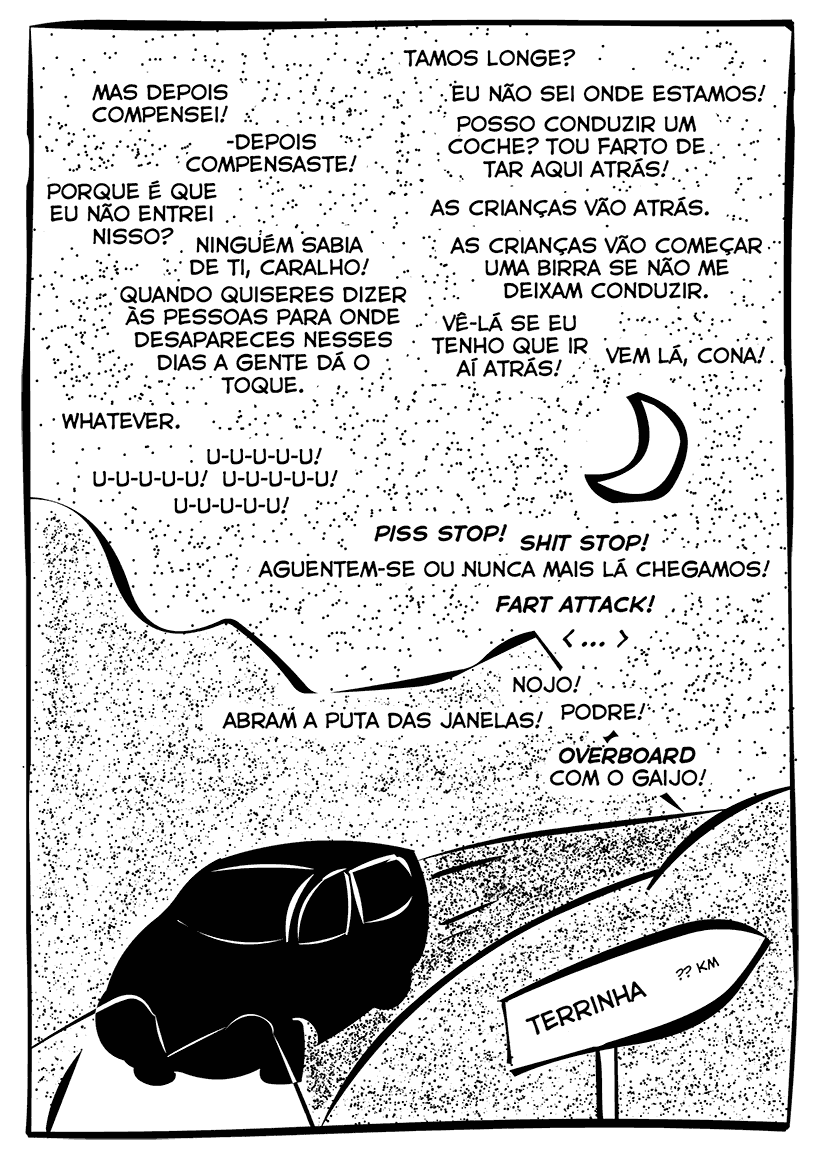 TAMOS LONGE?
MAS DEPOIS
COMPENSEI!
EU NÃO SEI ONDE ESTAMOS!
-DEPOIS
COMPENSASTE!
POSSO CONDUZIR UM
COCHE? TOU FARTO DE
TAR AQUI ATRÁS!
PORQUE É QUE
EU NÃO ENTREI
NISSO?
AS CRIANÇAS VÃO ATRÁS.
NINGUÉM SABIA
DE TI, CARALHO!
AS CRIANÇAS VÃO COMEÇAR
UMA BIRRA SE NÃO ME
DEIXAM CONDUZIR.
QUANDO QUISERES DIZER
ÀS PESSOAS PARA ONDE
DESAPARECES NESSES
DIAS A GENTE DÁ O
TOQUE.
VÊ-LÁ SE EU
TENHO QUE IR
AÍ ATRÁS!
VEM LÁ, CONA!
WHATEVER.
U-U-U-U-U!
U-U-U-U-U! U-U-U-U-U!
U-U-U-U-U!
PISS STOP!
SHIT STOP!
AGUENTEM-SE OU NUNCA MAIS LÁ CHEGAMOS!
FART ATTACK!
< ... >
NOJO!
ABRAM A PUTA DAS JANELAS!
PODRE!
OVERBOARD
COM O GAIJO!
TERRINHA
?? KM